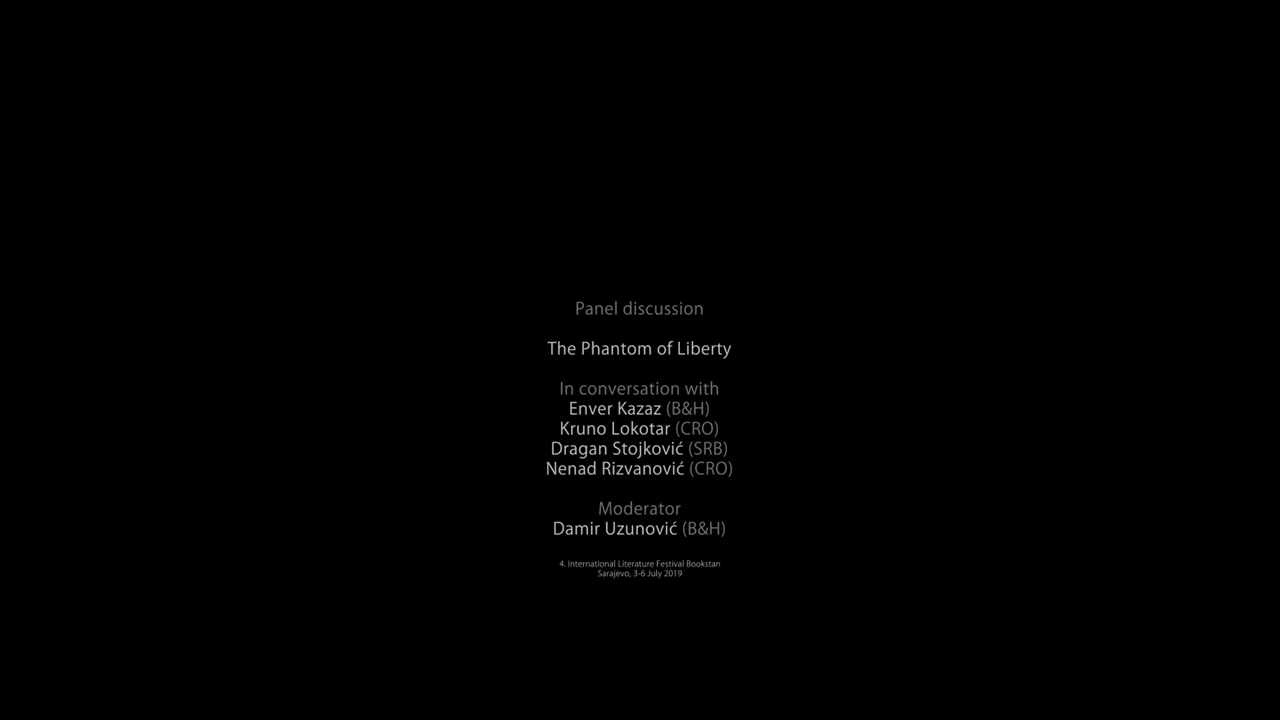 Panel discussion
The Phantom of Liberty
In conversation with
Enver Kazaz (B&H)
Kruno Lokotar (CRO)
Dragan Stojković (SRB)
Nenad Rizvanović (CRO)
Moderator
Damir Uzunović (B&H)
4. International Literature Festival Bookstan
Sarajevo, 3-6 July 2019